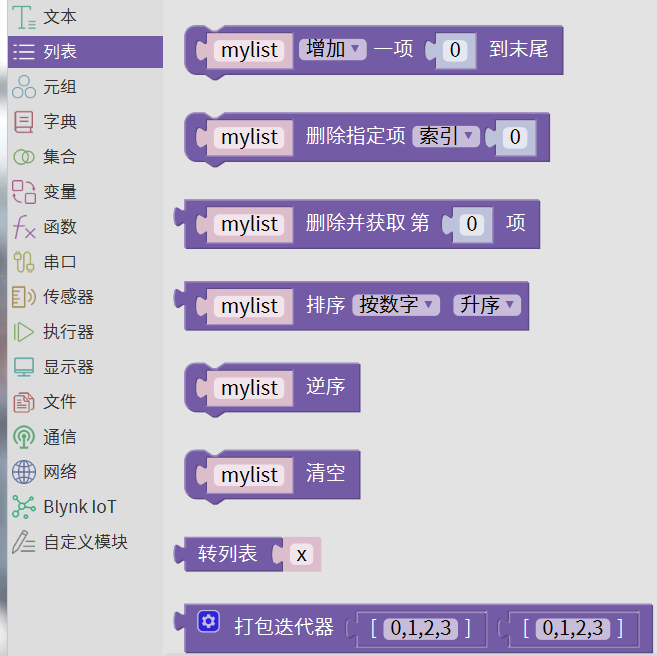 文本
列表
元组
字典
集合
变量
函数
串口
传感器
执行器
显示器
文件
通信
网络
Blynk IoT
自定义模块
mylist 增加 一项 0 到末尾
mylist 删除指定项 索引 0
mylist 删除并获取 第 0 项
mylist 排序 按数字 升序
mylist 逆序
mylist 清空
转列表 x
打包迭代器 [ 0,1,2,3 ] [ 0,1,2,3 ]